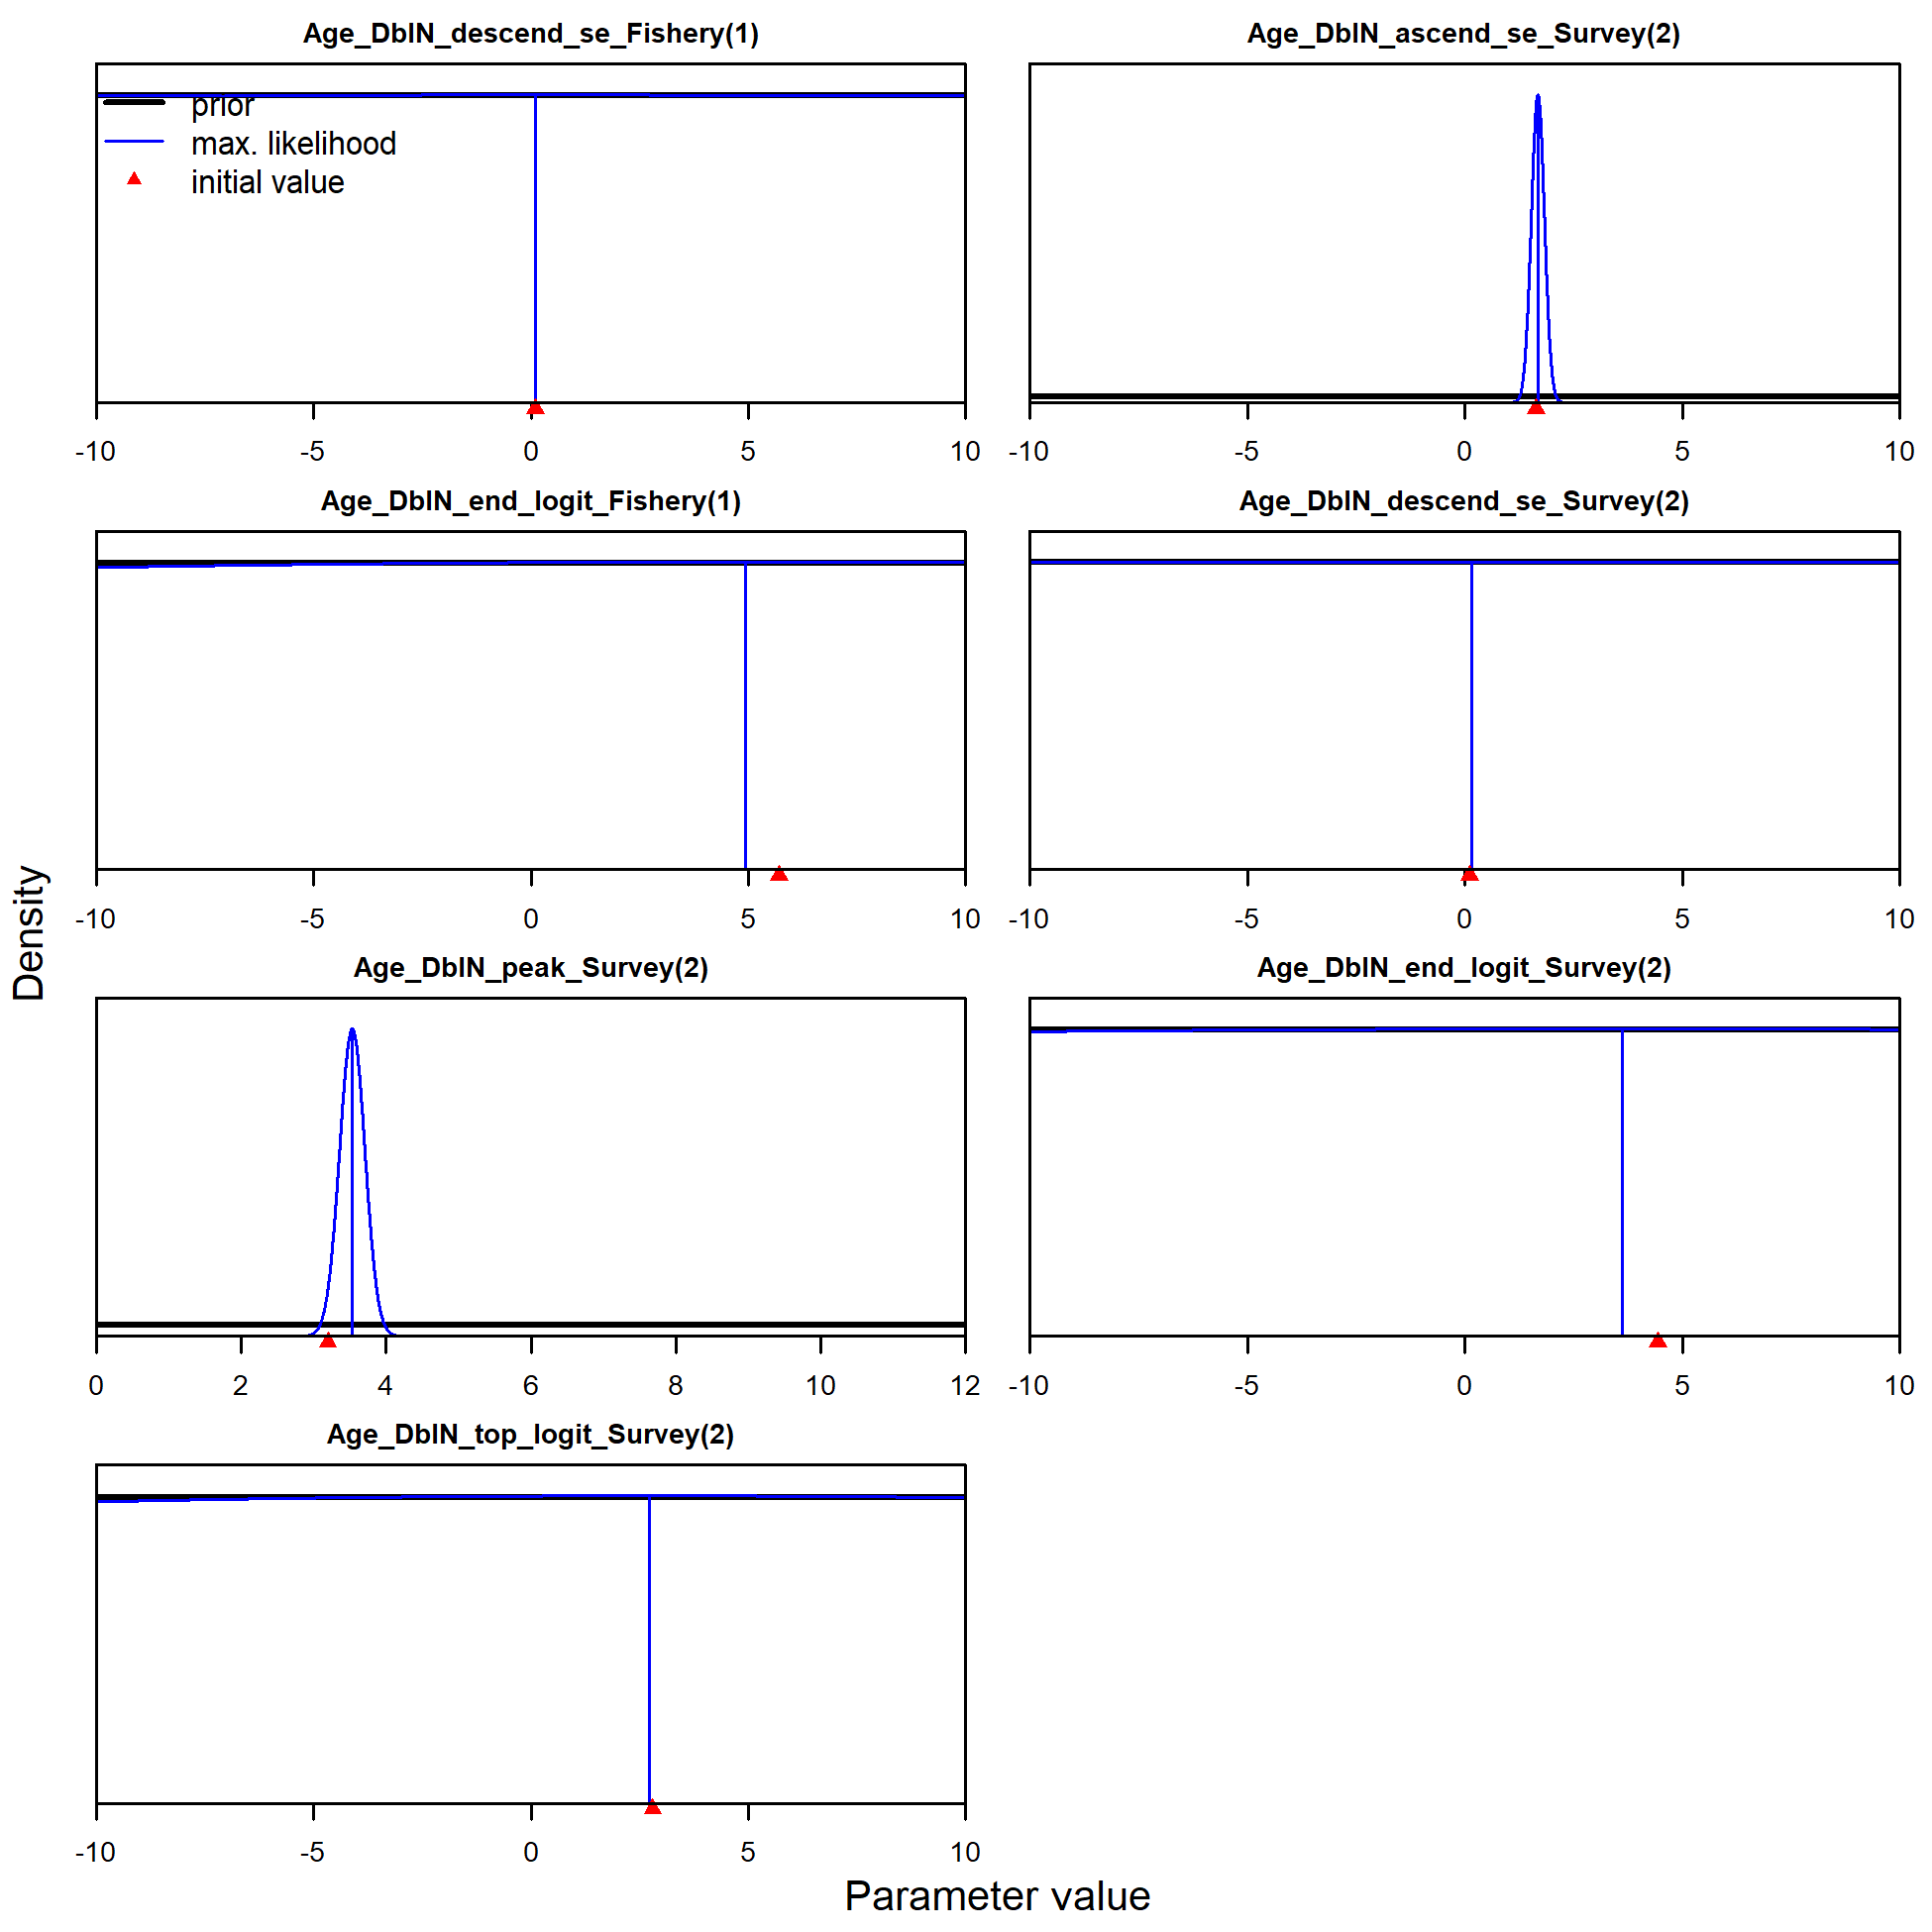 Age_DblN_descend_se_Fishery(1)
prior
max. likelihood
initial value
-10 -5 0 5 10
Age_DblN_ascend_se_Survey(2)
-10 -5 0 5 10
Age_DblN_end_logit_Fishery(1)
-10 -5 0 5 10
Age_DblN_descend_se_Survey(2)
-10 -5 0 5 10
Age_DblN_peak_Survey(2)
0 2 4 6 8 10 12
Age_DblN_end_logit_Survey(2)
-10 -5 0 5 10
Age_DblN_top_logit_Survey(2)
-10 -5 0 5 10
Density
Parameter value